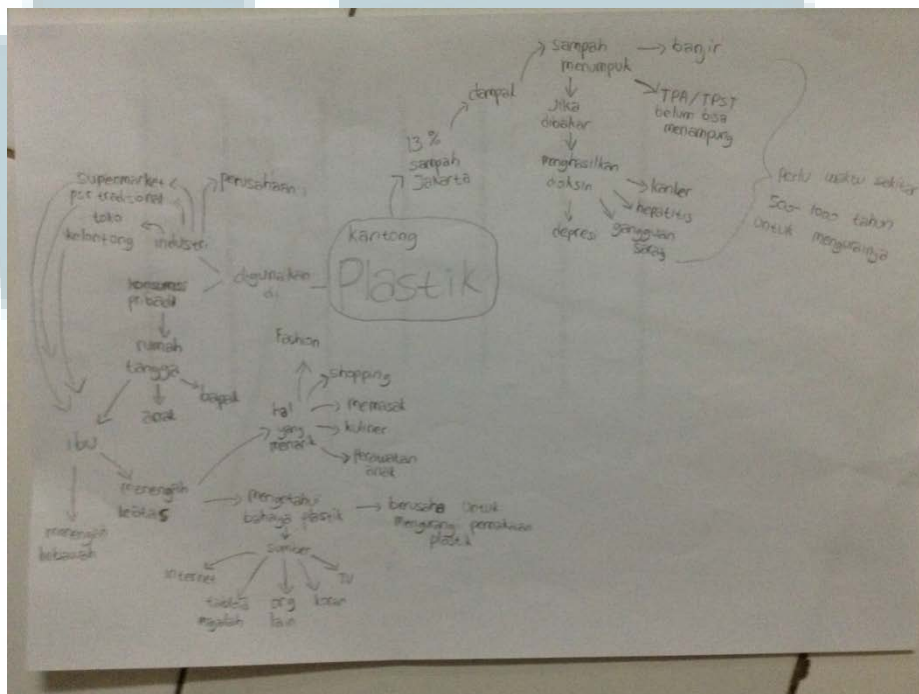 kantong
Plastik
13%
sampah
Jakarta
dampak
sampah
menumpuk
banjir
TPA/TPST
belum bisa
menampung
Jika
dibakar
menghasilkan
dioksin
kanker
hepatitis
gangguan
saraf
depresi
Perlu waktu sekitar
500-1000 tahun
untuk mengurainya
digunakan
di
industri
perusahaan
supermarket
psr tradisional
toko
kelontong
konsumsi
pribadi
rumah
tangga
bapak
anak
ibu
menengah
kebawah
menengah
keatas
hal
yang
menarik
Fashion
shopping
memasak
kuliner
perawatan
anak
mengetahui
bahaya plastik
berusaha untuk
mengurangi pemakaian
plastik
sumber
internet
majalah
org
lain
koran
TV